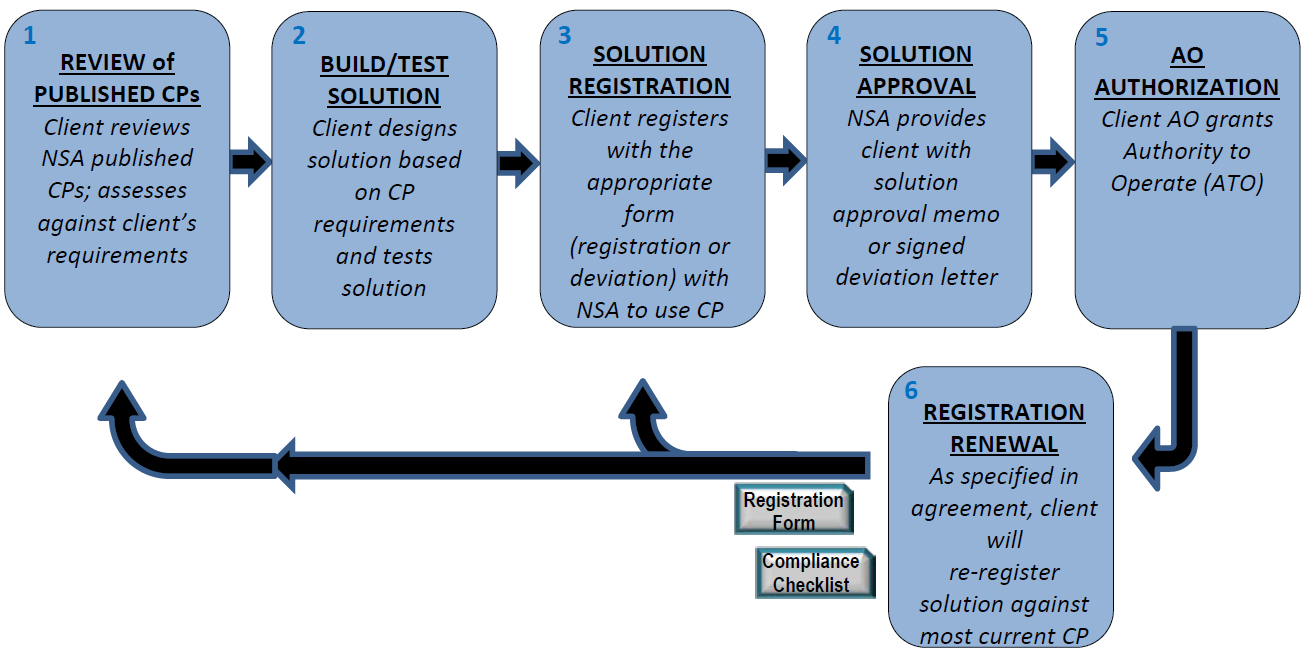 1
REVIEW of
PUBLISHED CPs
Client reviews
NSA published
CPs; assesses
against client’s
requirements
2
BUILD/TEST
SOLUTION
Client designs
solution based
on CP
requirements
and tests
solution
3
SOLUTION
REGISTRATION
Client registers
with the
appropriate
form
(registration or
deviation) with
NSA to use CP
4
SOLUTION
APPROVAL
NSA provides
client with
solution
approval memo
or signed
deviation letter
5
AO
AUTHORIZATION
Client AO grants
Authority to
Operate (ATO)
6
REGISTRATION
RENEWAL
As specified in
agreement, client
will
re-register
solution against
most current CP
Registration
Form
Compliance
Checklist